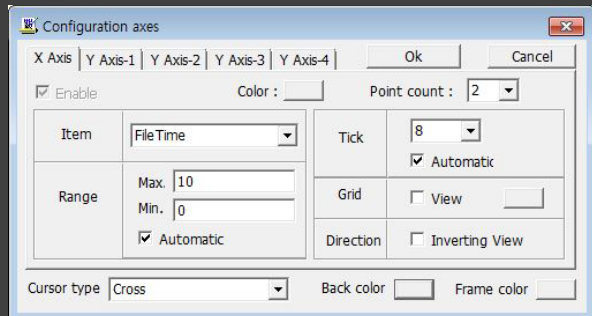 Configuration axes
X Axis Y Axis-1 Y Axis-2 Y Axis-3 Y Axis-4 Ok Cancel
Enable Color : Point count : 2
Item FileTime
Range Max. 10
Min. 0
Automatic
Tick 8
Automatic
Grid View
Direction Inverting View
Cursor type Cross Back color Frame color